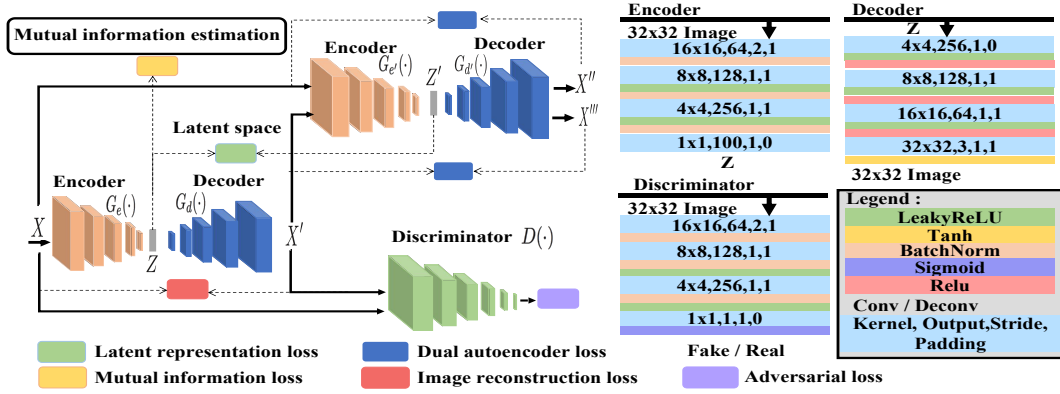 Mutual information estimation
Encoder
G_{e'}(·)
Z'
Decoder
G_{d'}(·)
X''
X'''
Latent space
Encoder
G_e(·)
Decoder
G_d(·)
X
Z
X'
Discriminator D(·)
Latent representation loss
Dual autoencoder loss
Mutual information loss
Image reconstruction loss
Adversarial loss
Encoder
32x32 Image
16x16,64,2,1
8x8,128,1,1
4x4,256,1,1
1x1,100,1,0
Z
Decoder
Z
4x4,256,1,0
8x8,128,1,1
16x16,64,1,1
32x32,3,1,1
32x32 Image
Discriminator
32x32 Image
16x16,64,2,1
8x8,128,1,1
4x4,256,1,1
1x1,1,1,0
Fake / Real
Legend :
LeakyReLU
Tanh
BatchNorm
Sigmoid
Relu
Conv / Deconv
Kernel, Output,Stride,
Padding